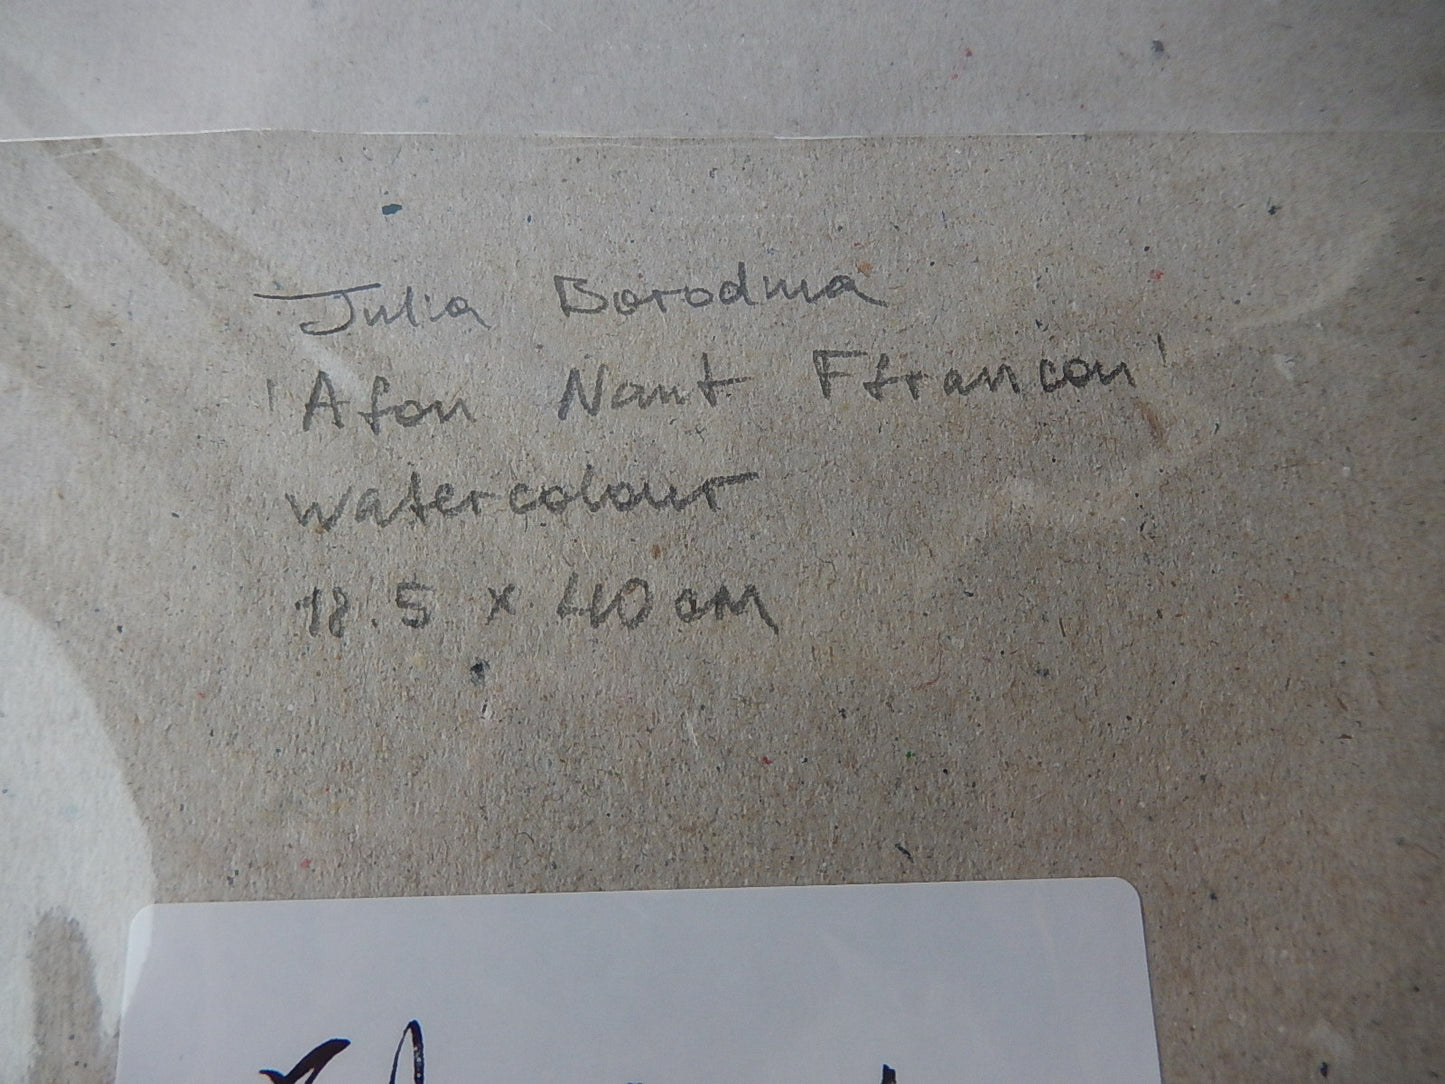 Julia Borodina
'Afon Nant Ffrancon'
watercolour
18.5 x 40 cm